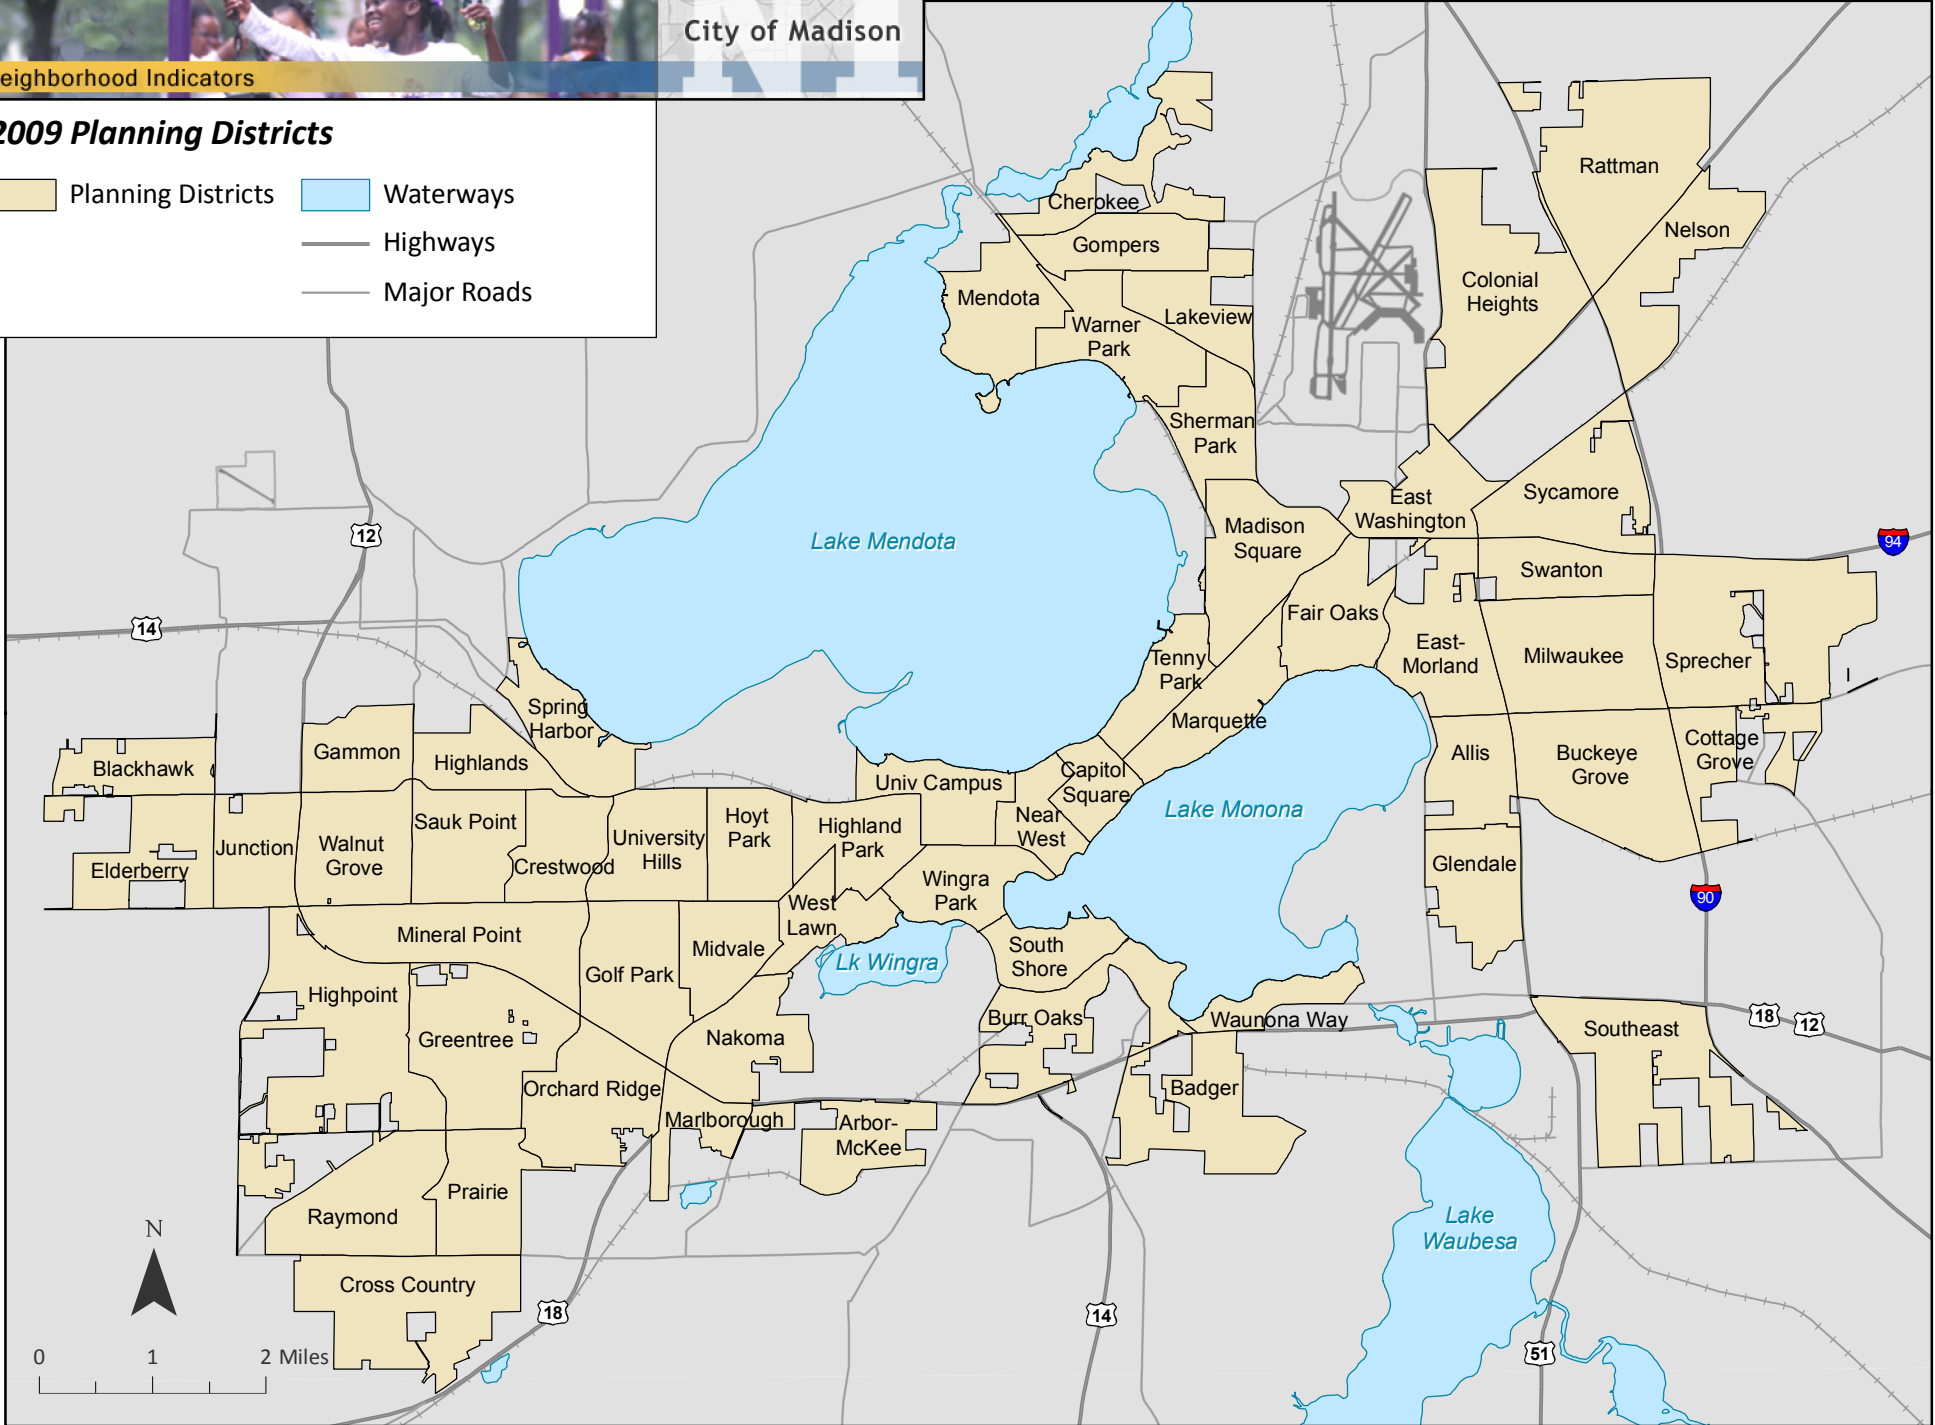 City of Madison
eighborhood Indicators
2009 Planning Districts
Planning Districts
Waterways
Highways
Major Roads
Rattman
Cherokee
Nelson
Gompers
Colonial
Heights
Mendota
Lakeview
Warner
Park
Sherman
Park
East
Washington
Sycamore
12
Lake Mendota
Madison
Square
94
Swanton
14
Fair Oaks
East-
Morland
Milwaukee
Sprecher
Tenny
Park
Spring
Harbor
Marquette
Gammon
Highlands
Blackhawk
Allis
Buckeye
Grove
Cottage
Grove
Capitol
Square
Univ Campus
Lake Monona
Near
West
Junction
Walnut
Grove
Sauk Point
Crestwood
University
Hills
Hoyt
Park
Highland
Park
Elderberry
Glendale
Wingra
Park
90
West
Lawn
Mineral Point
Midvale
Lk Wingra
South
Shore
Golf Park
Highpoint
Greentree
Nakoma
Burr Oaks
Waunona Way
Southeast
18
12
Badger
Orchard Ridge
Marlborough
Arbor-
McKee
Prairie
Raymond
N
Lake
Waubesa
Cross Country
18
14
51
0 1 2 Miles